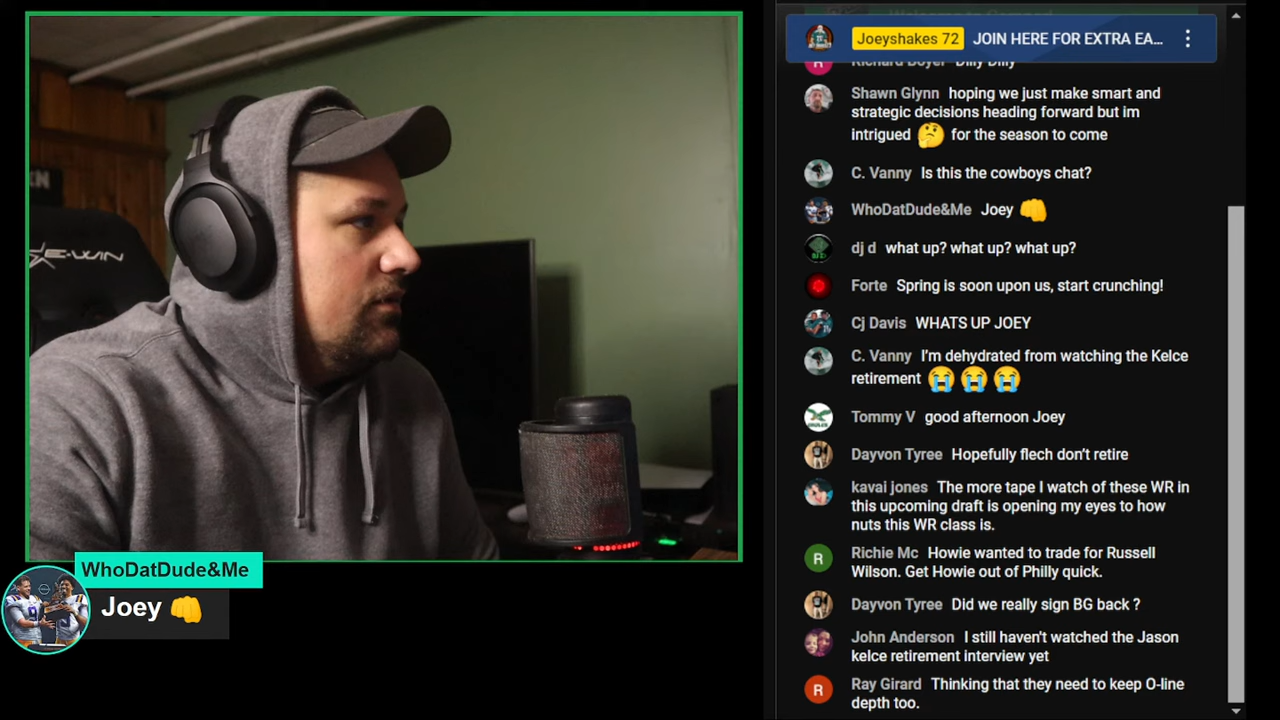 Joeyshakes 72 JOIN HERE FOR EXTRA EA...
Richard Boyer Dilly Dilly
Shawn Glynn hoping we just make smart and
strategic decisions heading forward but im
intrigued 🤔 for the season to come
C. Vanny Is this the cowboys chat?
WhoDatDude&Me Joey 👊
dj d what up? what up? what up?
Forte Spring is soon upon us, start crunching!
Cj Davis WHATS UP JOEY
C. Vanny I'm dehydrated from watching the Kelce
retirement 😭😭😭
Tommy V good afternoon Joey
Dayvon Tyree Hopefully flech don't retire
kavai jones The more tape I watch of these WR in
this upcoming draft is opening my eyes to how
nuts this WR class is.
R
Richie Mc Howie wanted to trade for Russell
Wilson. Get Howie out of Philly quick.
Dayvon Tyree Did we really sign BG back ?
John Anderson I still haven't watched the Jason
kelce retirement interview yet
R
Ray Girard Thinking that they need to keep O-line
depth too.
E-WIN
WhoDatDude&Me
Joey 👊